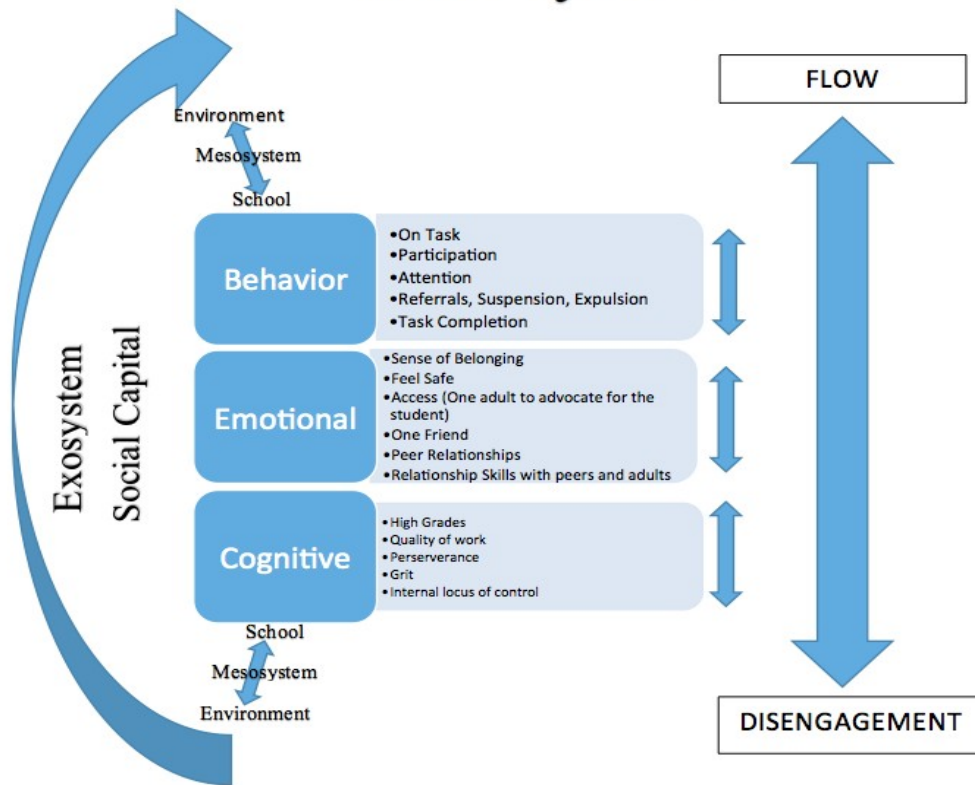 FLOW
Environment
Mesosystem
School
Behavior
•On Task
•Participation
•Attention
•Referrals, Suspension, Expulsion
•Task Completion
Exosystem
Social Capital
Emotional
•Sense of Belonging
•Feel Safe
•Access (One adult to advocate for the
student)
•One Friend
•Peer Relationships
•Relationship Skills with peers and adults
Cognitive
•High Grades
•Quality of work
•Perserverance
•Grit
•Internal locus of control
School
Mesosystem
Environment
DISENGAGEMENT